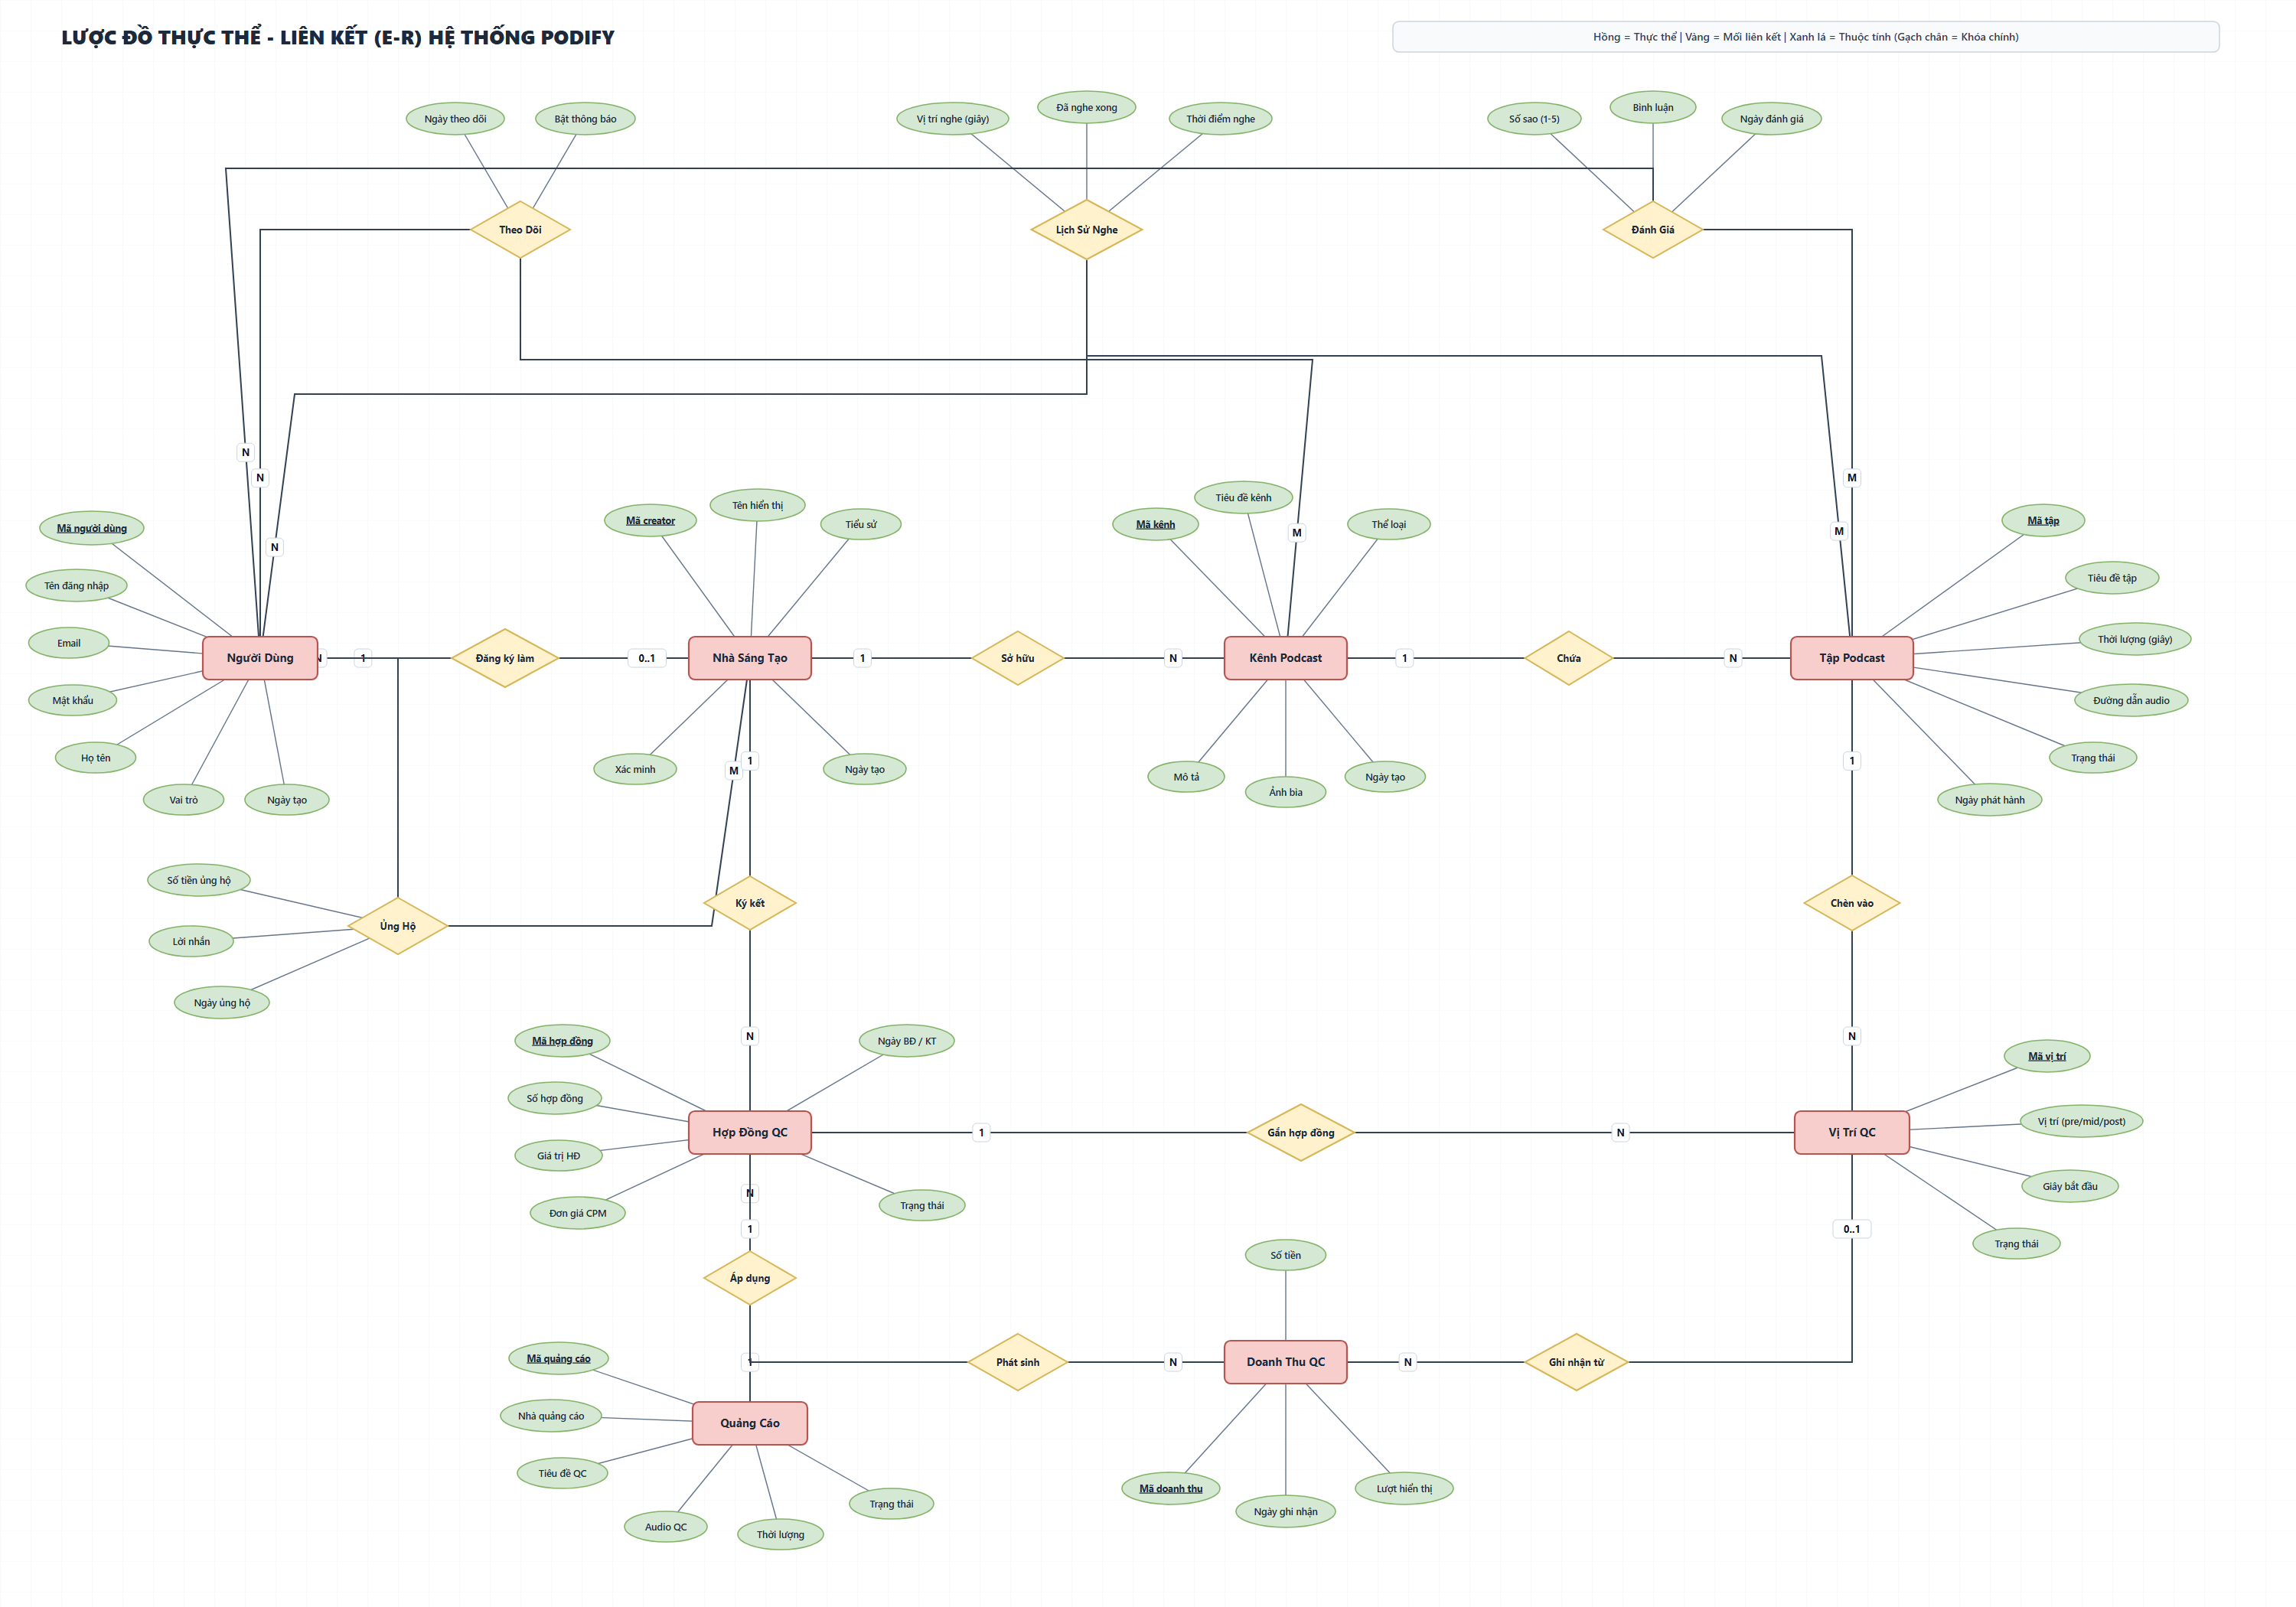 LƯỢC ĐỒ THỰC THỂ - LIÊN KẾT (E-R) HỆ THỐNG PODIFY
Hồng = Thực thể | Vàng = Mối liên kết | Xanh lá = Thuộc tính (Gạch chân = Khóa chính)
Ngày theo dõi
Bật thông báo
Vị trí nghe (giây)
Đã nghe xong
Thời điểm nghe
Số sao (1-5)
Bình luận
Ngày đánh giá
Theo Dõi
Lịch Sử Nghe
Đánh Giá
N
N
N
M
M
M
Mã người dùng
Tên đăng nhập
Email
Mật khẩu
Họ tên
Vai trò
Ngày tạo
Mã creator
Tên hiển thị
Tiểu sử
Mã kênh
Tiêu đề kênh
Thể loại
Mã tập
Tiêu đề tập
Thời lượng (giây)
Đường dẫn audio
Trạng thái
Ngày phát hành
Người Dùng
N
1
Đăng ký làm
0..1
Nhà Sáng Tạo
1
Sở hữu
N
Kênh Podcast
1
Chứa
N
Tập Podcast
Xác minh
M
1
Ngày tạo
Mô tả
Ảnh bìa
Ngày tạo
1
Số tiền ủng hộ
Lời nhắn
Ngày ủng hộ
Ủng Hộ
Ký kết
Chèn vào
N
N
Mã hợp đồng
Số hợp đồng
Giá trị HĐ
Đơn giá CPM
Ngày BĐ / KT
Trạng thái
Hợp Đồng QC
1
Gắn hợp đồng
N
Vị Trí QC
Mã vị trí
Vị trí (pre/mid/post)
Giây bắt đầu
Trạng thái
N
1
0..1
Áp dụng
Số tiền
1
Phát sinh
N
Doanh Thu QC
N
Ghi nhận từ
Mã quảng cáo
Nhà quảng cáo
Tiêu đề QC
Quảng Cáo
Audio QC
Thời lượng
Trạng thái
Mã doanh thu
Ngày ghi nhận
Lượt hiển thị